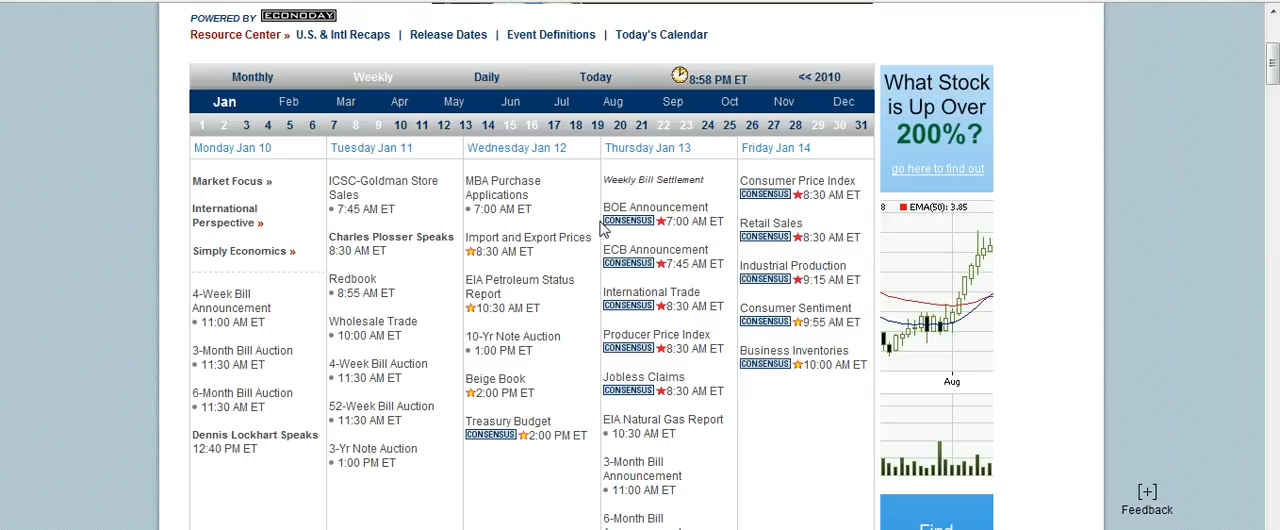 POWERED BY ECONODAY
Resource Center » U.S. & Intl Recaps | Release Dates | Event Definitions | Today's Calendar
Monthly Weekly Daily Today 8:58 PM ET << 2010
Jan Feb Mar Apr May Jun Jul Aug Sep Oct Nov Dec
1 2 3 4 5 6 7 8 9 10 11 12 13 14 15 16 17 18 19 20 21 22 23 24 25 26 27 28 29 30 31
Monday Jan 10
Market Focus »
International
Perspective »
Simply Economics »
4-Week Bill
Announcement
11:00 AM ET
3-Month Bill Auction
11:30 AM ET
6-Month Bill Auction
11:30 AM ET
Dennis Lockhart Speaks
12:40 PM ET
Tuesday Jan 11
ICSC-Goldman Store
Sales
7:45 AM ET
Charles Plosser Speaks
8:30 AM ET
Redbook
8:55 AM ET
Wholesale Trade
10:00 AM ET
4-Week Bill Auction
11:30 AM ET
52-Week Bill Auction
11:30 AM ET
3-Yr Note Auction
1:00 PM ET
Wednesday Jan 12
MBA Purchase
Applications
7:00 AM ET
Import and Export Prices
8:30 AM ET
EIA Petroleum Status
Report
10:30 AM ET
10-Yr Note Auction
1:00 PM ET
Beige Book
2:00 PM ET
Treasury Budget
CONSENSUS 2:00 PM ET
Thursday Jan 13
Weekly Bill Settlement
BOE Announcement
CONSENSUS 7:00 AM ET
ECB Announcement
CONSENSUS 7:45 AM ET
International Trade
CONSENSUS 8:30 AM ET
Producer Price Index
CONSENSUS 8:30 AM ET
Jobless Claims
CONSENSUS 8:30 AM ET
EIA Natural Gas Report
10:30 AM ET
3-Month Bill
Announcement
11:00 AM ET
6-Month Bill
Friday Jan 14
Consumer Price Index
CONSENSUS 8:30 AM ET
Retail Sales
CONSENSUS 8:30 AM ET
Industrial Production
CONSENSUS 9:15 AM ET
Consumer Sentiment
CONSENSUS 9:55 AM ET
Business Inventories
CONSENSUS 10:00 AM ET
What Stock
is Up Over
200%?
go here to find out
8 EMA(50): 3.85
Aug
Find
[+]
Feedback